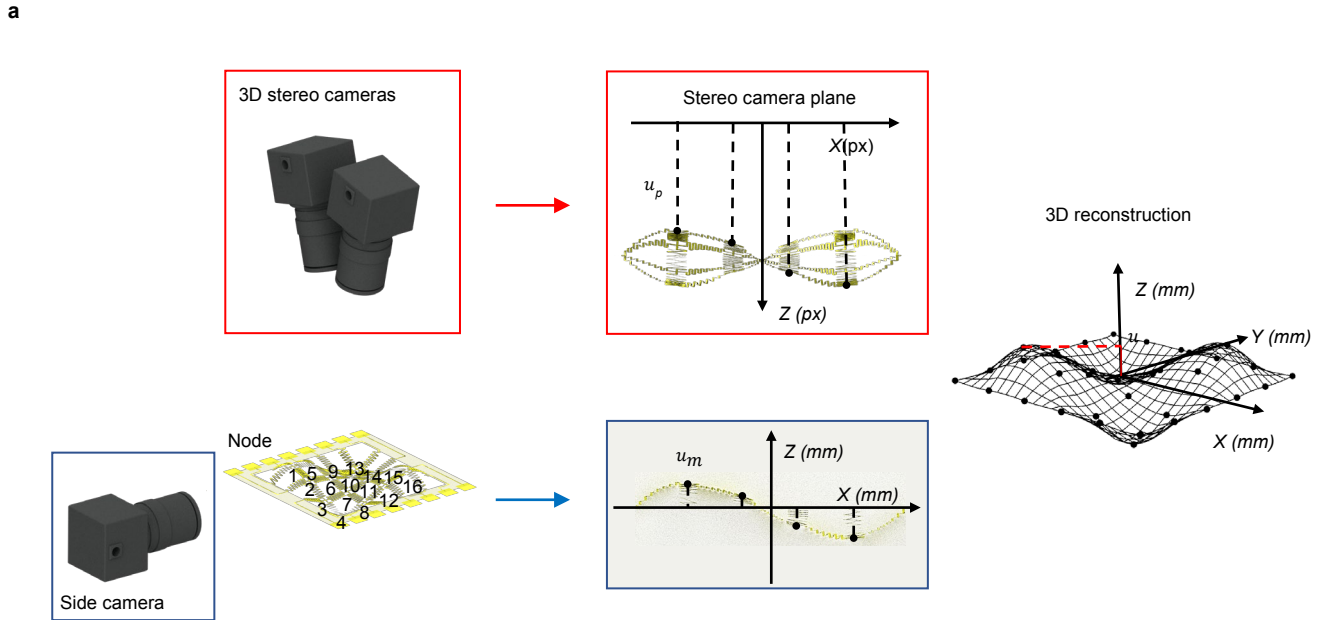 a
3D stereo cameras
Stereo camera plane
X(px)
u_p
Z (px)
3D reconstruction
Z (mm)
u
Y (mm)
X (mm)
Node
1 5 9 13
2 6 10 14 15
3 7 11 12 16
4 8
Side camera
u_m
Z (mm)
X (mm)